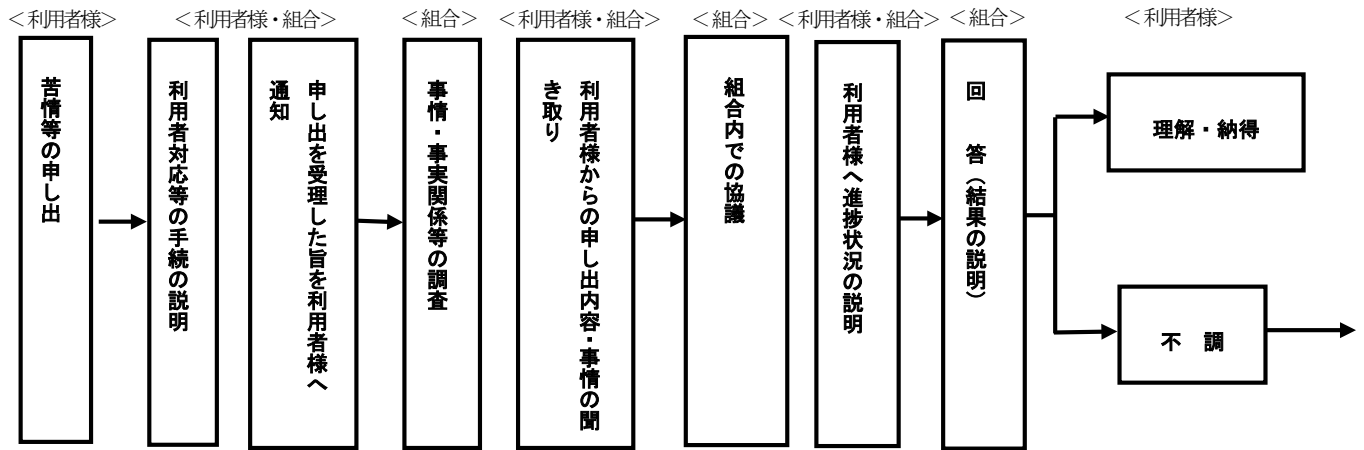 ＜利用者様＞
＜利用者様・組合＞
＜組合＞
＜利用者様・組合＞
＜組合＞
＜利用者様・組合＞
＜組合＞
＜利用者様＞
苦情等の申し出
利用者対応等の手続の説明
申し出を受理した旨を利用者様へ
通知
事情・事実関係等の調査
利用者様からの申し出内容・事情の聞
き取り
組合内での協議
利用者様へ進捗状況の説明
回　答（結果の説明）
理解・納得
不　調